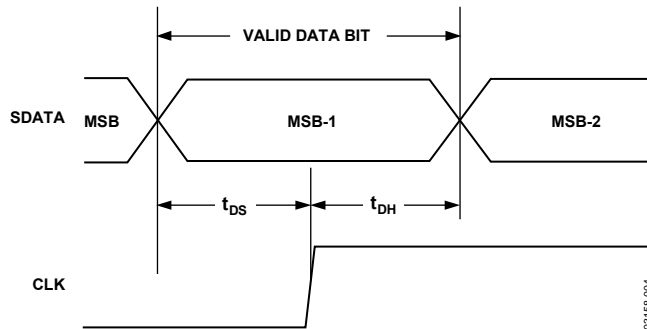 VALID DATA BIT
SDATA
MSB
MSB-1
MSB-2
tDS
tDH
CLK